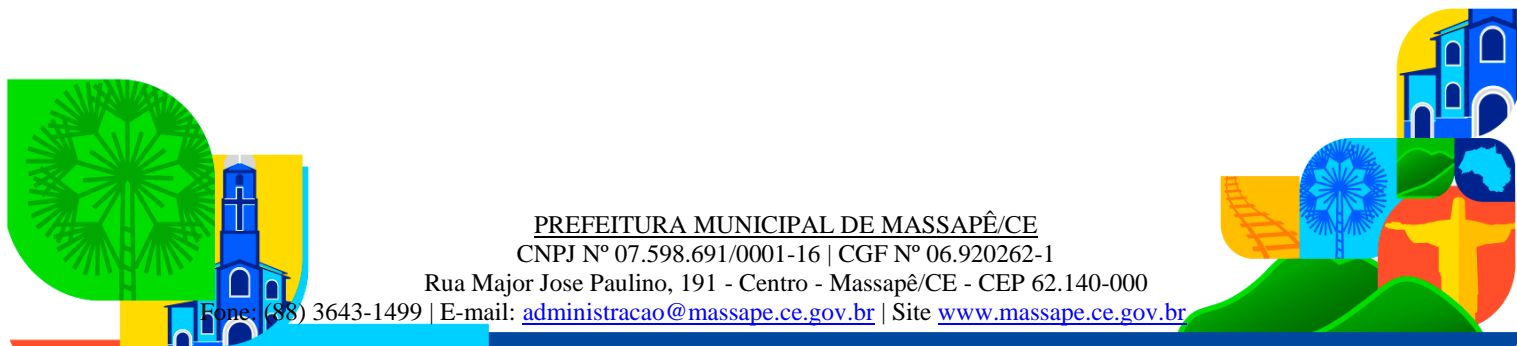 PREFEITURA MUNICIPAL DE MASSAPÊ/CE
CNPJ Nº 07.598.691/0001-16 | CGF Nº 06.920262-1
Rua Major Jose Paulino, 191 - Centro - Massapê/CE - CEP 62.140-000
Fone: (88) 3643-1499 | E-mail: administracao@massape.ce.gov.br | Site www.massape.ce.gov.br